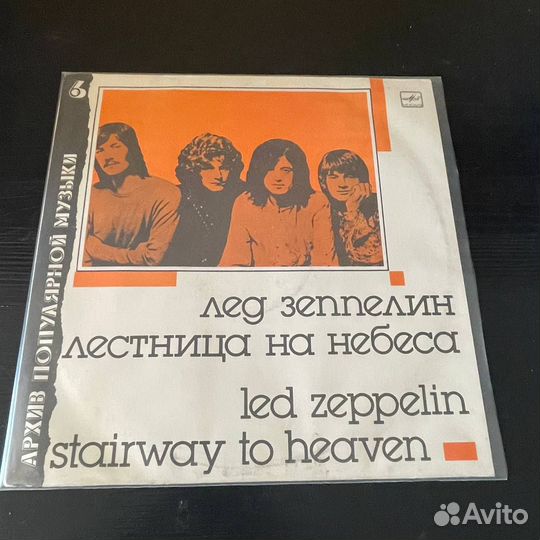 6
АРХИВ ПОПУЛЯРНОЙ МУЗЫКИ
лед зеппелин
лестница на небеса
led zeppelin
stairway to heaven
Avito